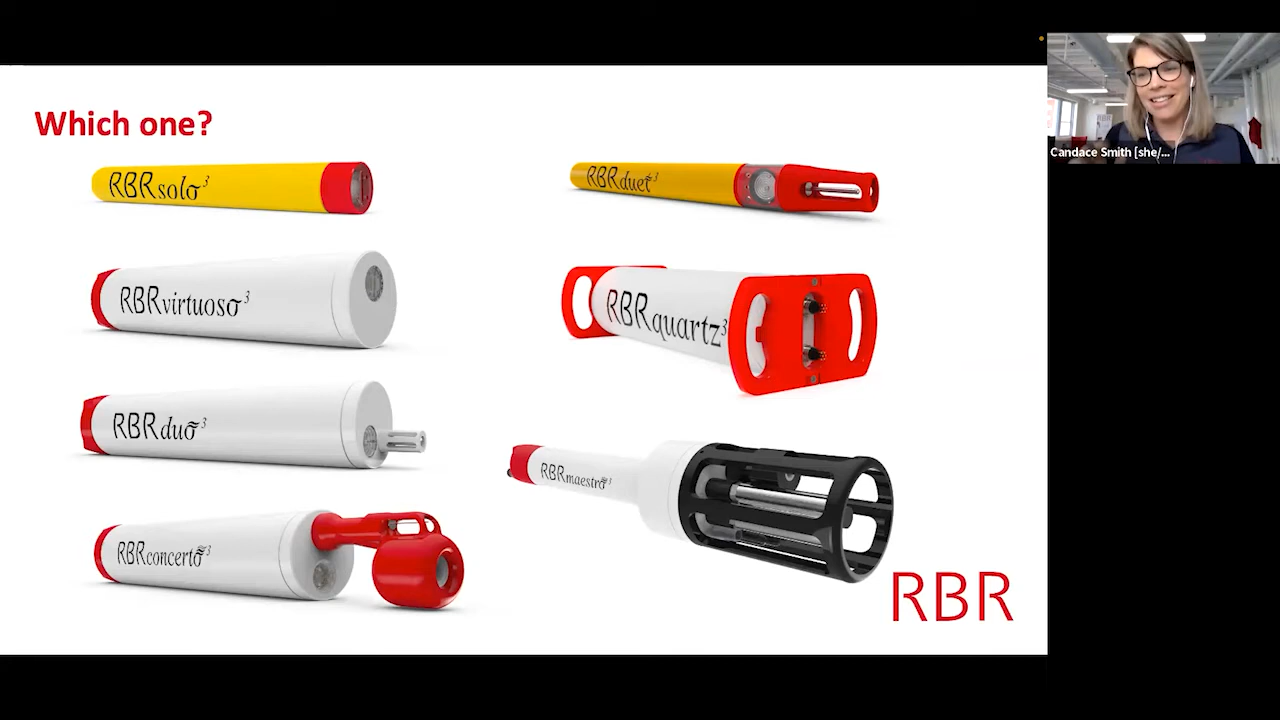 Which one?
RBRsolo³
RBRduet³
RBRvirtuoso³
RBRquartz³
RBRduo³
RBRmaestro³
RBRconcerto³
RBR
Candace Smith [she/...